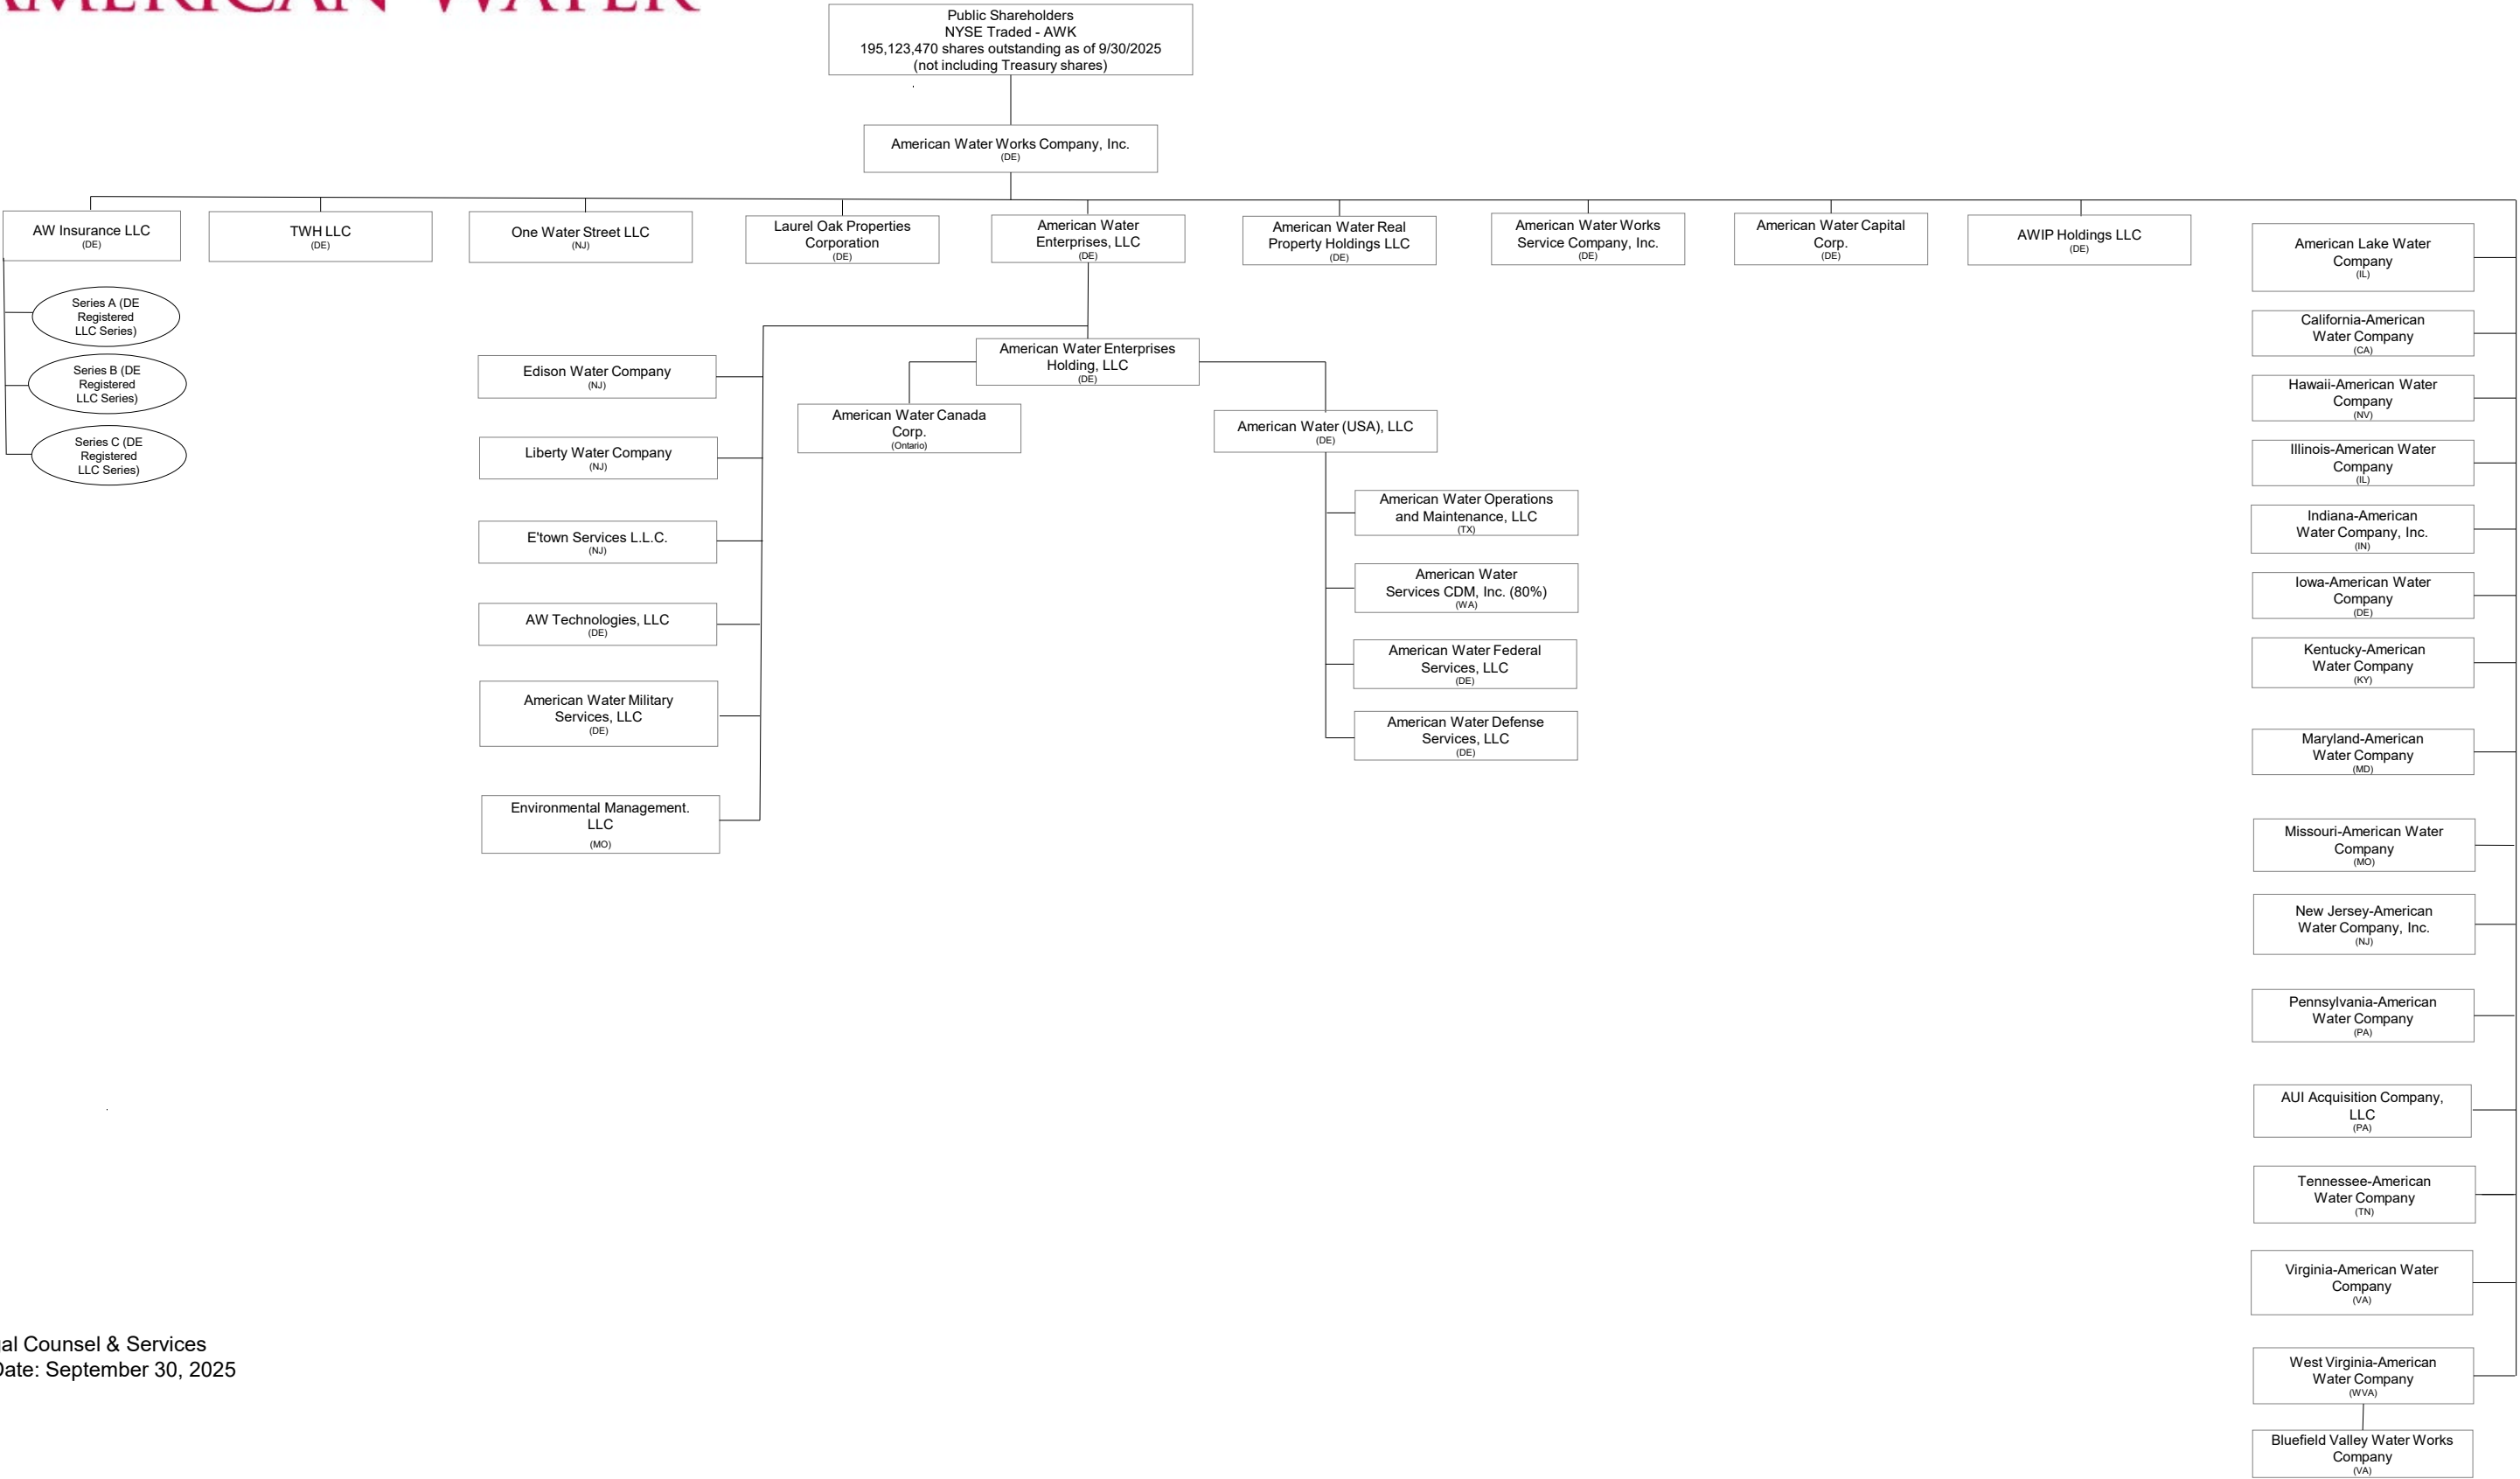 AMERICAN WATER
Public Shareholders
NYSE Traded - AWK
195,123,470 shares outstanding as of 9/30/2025
(not including Treasury shares)
American Water Works Company, Inc.
(DE)
AW Insurance LLC
(DE)
TWH LLC
(DE)
One Water Street LLC
(NJ)
Laurel Oak Properties
Corporation
(DE)
American Water
Enterprises, LLC
(DE)
American Water Real
Property Holdings LLC
(DE)
American Water Works
Service Company, Inc.
(DE)
American Water Capital
Corp.
(DE)
AWIP Holdings LLC
(DE)
Series A (DE
Registered
LLC Series)
Series B (DE
Registered
LLC Series)
Series C (DE
Registered
LLC Series)
Edison Water Company
(NJ)
Liberty Water Company
(NJ)
E'town Services L.L.C.
(NJ)
AW Technologies, LLC
(DE)
American Water Military
Services, LLC
(DE)
Environmental Management.
LLC
(MO)
American Water Enterprises
Holding, LLC
(DE)
American Water Canada
Corp.
(Ontario)
American Water (USA), LLC
(DE)
American Water Operations
and Maintenance, LLC
(TX)
American Water
Services CDM, Inc. (80%)
(WA)
American Water Federal
Services, LLC
(DE)
American Water Defense
Services, LLC
(DE)
American Lake Water
Company
(IL)
California-American
Water Company
(CA)
Hawaii-American Water
Company
(NV)
Illinois-American Water
Company
(IL)
Indiana-American
Water Company, Inc.
(IN)
Iowa-American Water
Company
(DE)
Kentucky-American
Water Company
(KY)
Maryland-American
Water Company
(MD)
Missouri-American Water
Company
(MO)
New Jersey-American
Water Company, Inc.
(NJ)
Pennsylvania-American
Water Company
(PA)
AUI Acquisition Company,
LLC
(PA)
Tennessee-American
Water Company
(TN)
Virginia-American Water
Company
(VA)
West Virginia-American
Water Company
(WVA)
Bluefield Valley Water Works
Company
(VA)
al Counsel & Services
Date: September 30, 2025